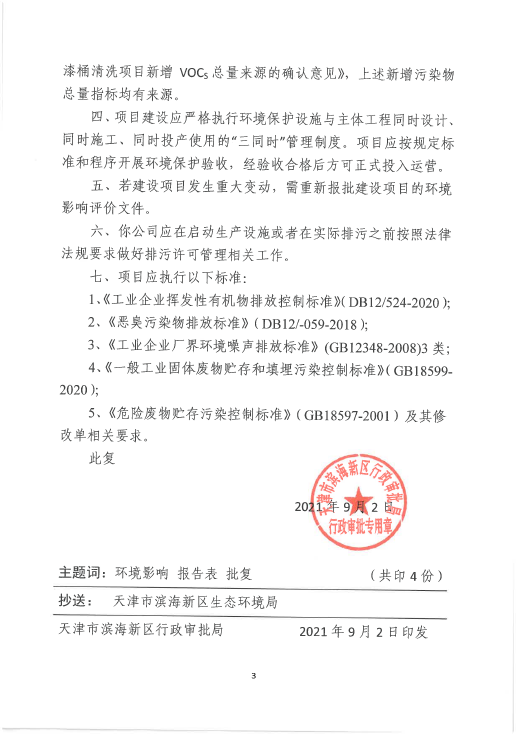 漆桶清洗项目新增 VOCs 总量来源的确认意见》，上述新增污染物
总量指标均有来源。
四、项目建设应严格执行环境保护设施与主体工程同时设计、
同时施工、同时投产使用的“三同时”管理制度。项目应按规定标
准和程序开展环境保护验收，经验收合格后方可正式投入运营。
五、若建设项目发生重大变动，需重新报批建设项目的环境
影响评价文件。
六、你公司应在启动生产设施或者在实际排污之前按照法律
法规要求做好排污许可管理相关工作。
七、项目应执行以下标准：
1、《工业企业挥发性有机物排放控制标准》（DB12/524-2020）；
2、《恶臭污染物排放标准》（DB12/-059-2018）；
3、《工业企业厂界环境噪声排放标准》(GB12348-2008)3 类；
4、《一般工业固体废物贮存和填埋污染控制标准》（GB18599-
2020）；
5、《危险废物贮存污染控制标准》（GB18597-2001）及其修
改单相关要求。
此复
天津市滨海新区行政审批局
2021 年 9 月 2 日
行政审批专用章
主题词：环境影响 报告表 批复 （共印 4 份）
抄送： 天津市滨海新区生态环境局
天津市滨海新区行政审批局 2021 年 9 月 2 日印发
3